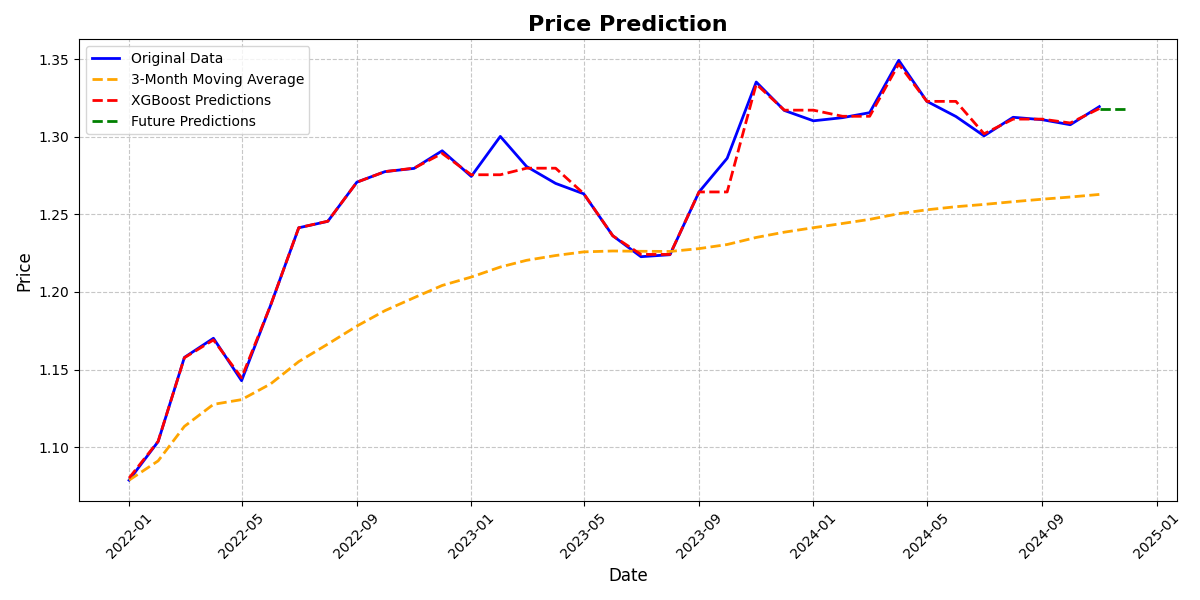 Price Prediction
Original Data
3-Month Moving Average
XGBoost Predictions
Future Predictions
Price
1.35
1.30
1.25
1.20
1.15
1.10
2022-01
2022-05
2022-09
2023-01
2023-05
2023-09
2024-01
2024-05
2024-09
2025-01
Date